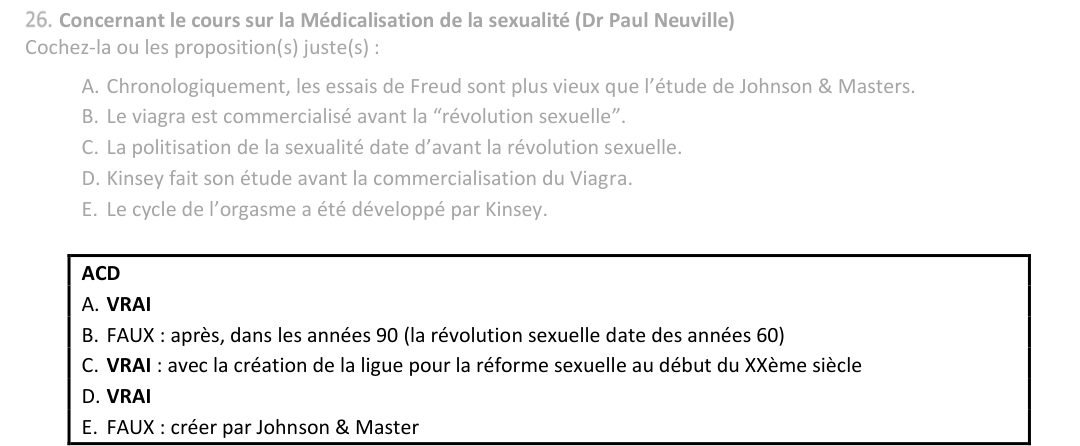 26. Concernant le cours sur la Médicalisation de la sexualité (Dr Paul Neuville)
Cochez-la ou les proposition(s) juste(s) :
A. Chronologiquement, les essais de Freud sont plus vieux que l’étude de Johnson & Masters.
B. Le viagra est commercialisé avant la “révolution sexuelle”.
C. La politisation de la sexualité date d’avant la révolution sexuelle.
D. Kinsey fait son étude avant la commercialisation du Viagra.
E. Le cycle de l’orgasme a été développé par Kinsey.
ACD
A. VRAI
B. FAUX : après, dans les années 90 (la révolution sexuelle date des années 60)
C. VRAI : avec la création de la ligue pour la réforme sexuelle au début du XXème siècle
D. VRAI
E. FAUX : créer par Johnson & Master